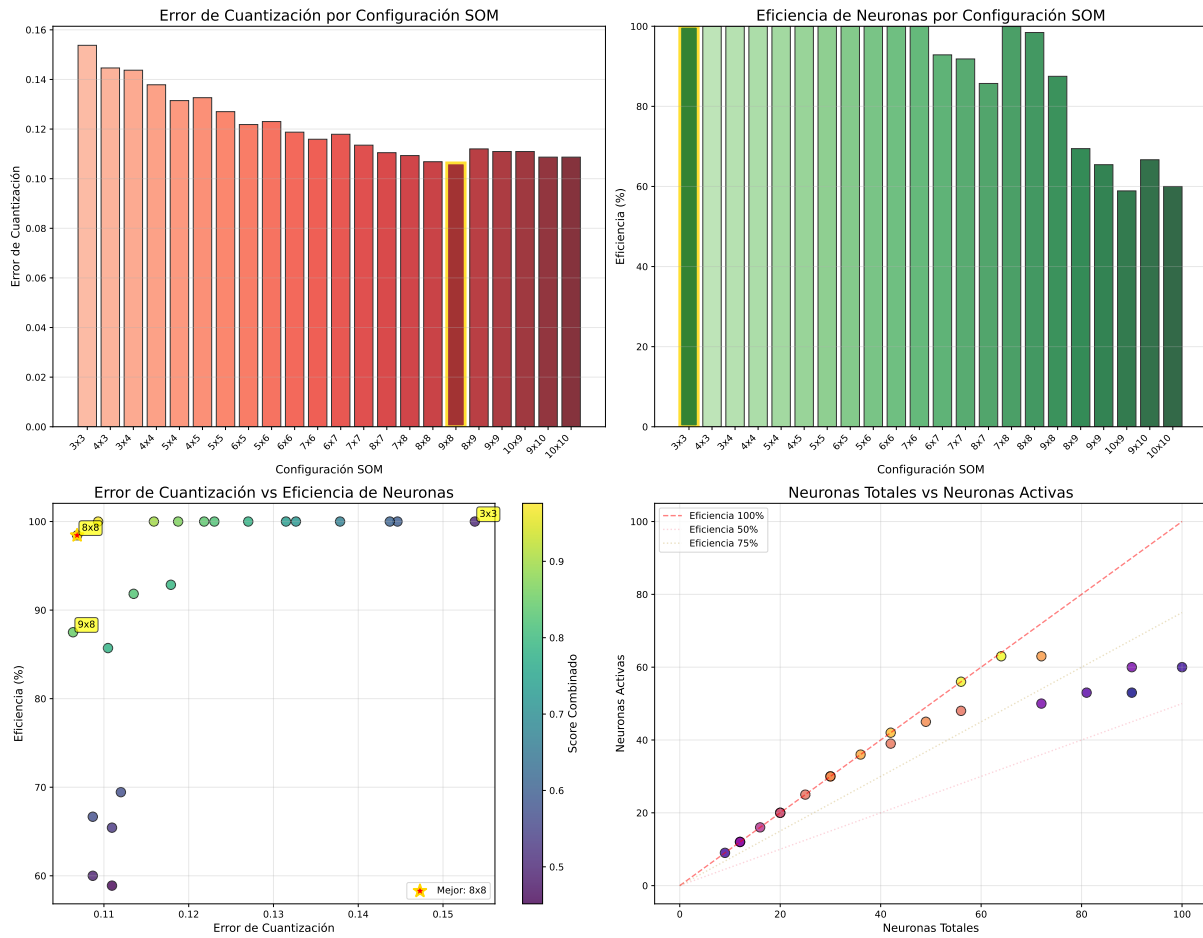 Error de Cuantización por Configuración SOM
Error de Cuantización
0.16
0.14
0.12
0.10
0.08
0.06
0.04
0.02
0.00
3x3
4x3
3x4
4x4
5x4
4x5
5x5
6x5
5x6
6x6
7x6
6x7
7x7
8x7
7x8
8x8
9x8
8x9
9x9
10x9
9x10
10x10
Configuración SOM
Eficiencia de Neuronas por Configuración SOM
Eficiencia (%)
100
80
60
40
20
0
3x3
4x3
3x4
4x4
5x4
4x5
5x5
6x5
5x6
6x6
7x6
6x7
7x7
8x7
7x8
8x8
9x8
8x9
9x9
10x9
9x10
10x10
Configuración SOM
Error de Cuantización vs Eficiencia de Neuronas
Eficiencia (%)
100
90
80
70
60
8x8
3x3
9x8
Mejor: 8x8
0.11
0.12
0.13
0.14
0.15
Error de Cuantización
0.9
0.8
0.7
0.6
0.5
Score Combinado
Neuronas Totales vs Neuronas Activas
Neuronas Activas
100
80
60
40
20
0
Eficiencia 100%
Eficiencia 50%
Eficiencia 75%
0
20
40
60
80
100
Neuronas Totales